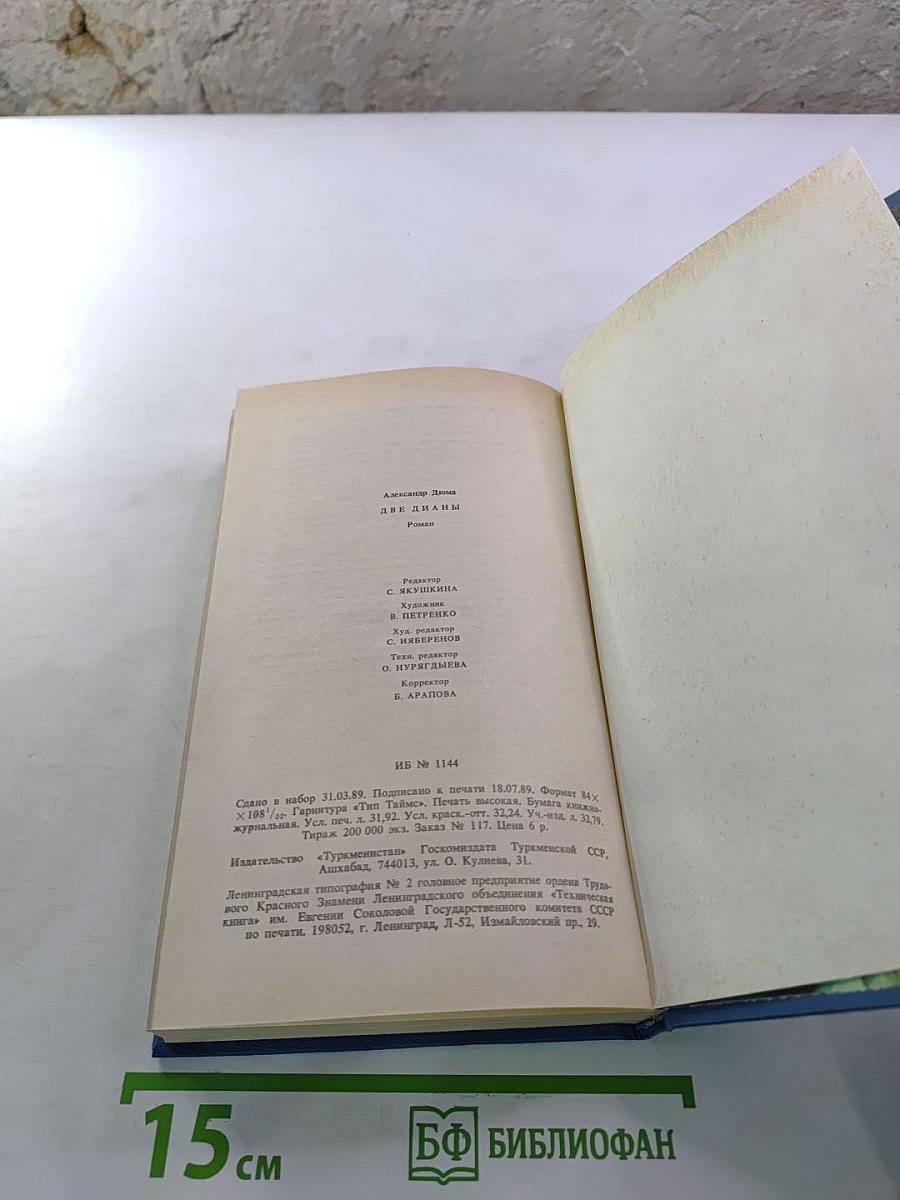 Александр Дюма
ДВЕ ДИАНЫ
Роман
Редактор
С. ЯКУШКИНА
Художник
В. ПЕТРЕНКО
Худ. редактор
С. ИЯБЕРЕНОВ
Техн. редактор
О. НУРЯГДЫЕВА
Корректор
Б. АРАПОВА
ИБ № 1144
Сдано в набор 31.03.89. Подписано к печати 18.07.89. Формат 84×
×108¹/₃₂. Гарнитура «Тип Таймс». Печать высокая. Бумага книжно-
журнальная. Усл. печ. л. 31,92. Усл. краск.-отт. 32,24. Уч.-изд. л. 32,79.
Тираж 200 000 экз. Заказ № 117. Цена 6 р.
Издательство «Туркменистан» Госкомиздата Туркменской ССР,
Ашхабад, 744013, ул. О. Кулиева, 31.
Ленинградская типография № 2 головное предприятие ордена Трудо-
вого Красного Знамени Ленинградского объединения «Техническая
книга» им. Евгении Соколовой Государственного комитета СССР
по печати. 198052, г. Ленинград, Л-52, Измайловский пр., 29.
15 см
БФ БИБЛИОФАН